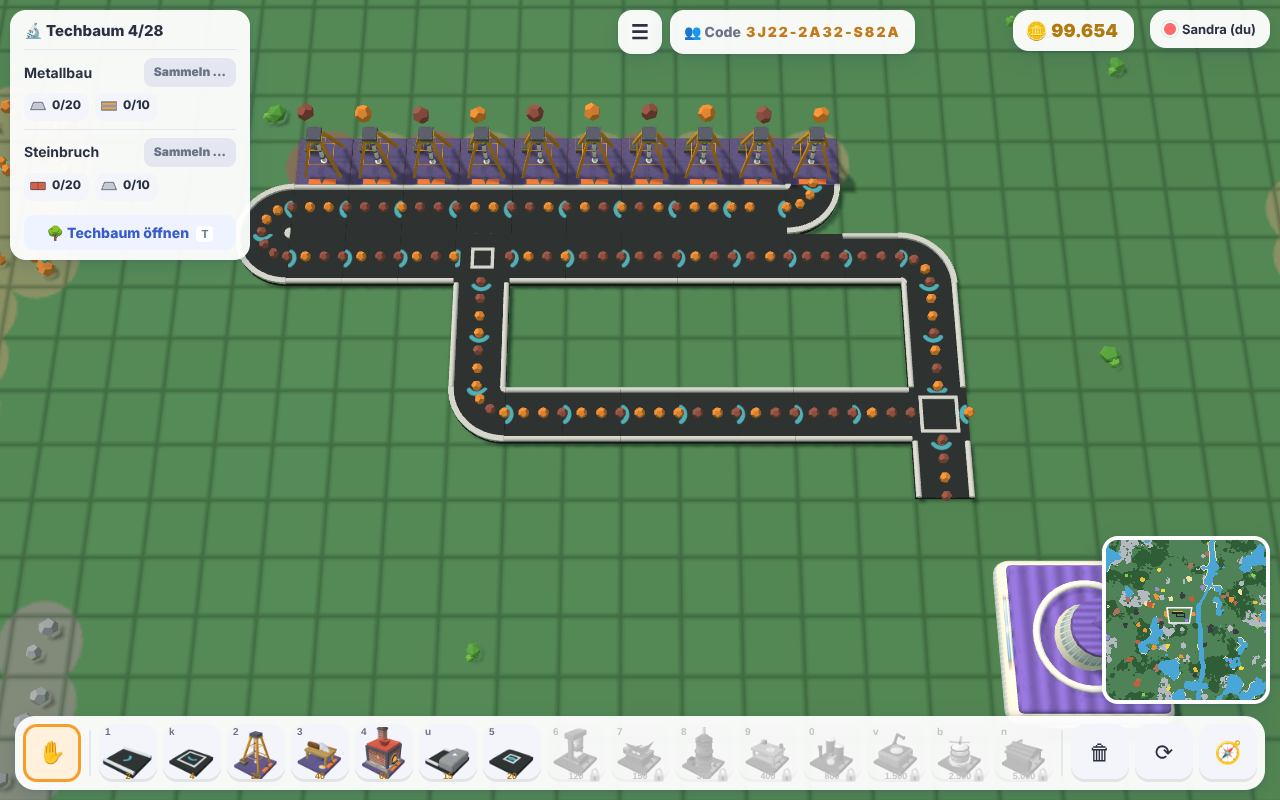 🔬 Techbaum 4/28
Metallbau Sammeln ...
0/20 0/10
Steinbruch Sammeln ...
0/20 0/10
🌳 Techbaum öffnen T
☰
👥 Code 3J22-2A32-S82A
🪙 99.654
Sandra (du)
1 k 2 3 4 u 5 6 7 8 9 0 v b n